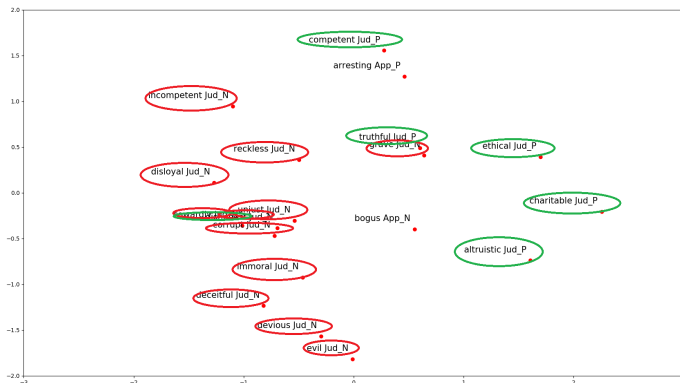 2.0
competent Jud_P
1.5
arresting App_P
1.0
incompetent Jud_N
0.5
truthful Jud_P
grave Jud_N
ethical Jud_P
reckless Jud_N
disloyal Jud_N
0.0
charitable Jud_P
unjust Jud_N
bogus App_N
corrupt Jud_N
−0.5
altruistic Jud_P
immoral Jud_N
−1.0
deceitful Jud_N
devious Jud_N
−1.5
evil Jud_N
−2.0